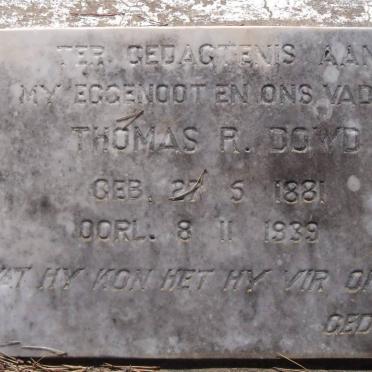 TER GEDAGTENIS AAN
MY EGGENOOT EN ONS VAD
THOMAS R. DOWD
GEB. 27 5 1881
OORL. 8 11 1939
AT HY KON HET HY VIR ON
GED